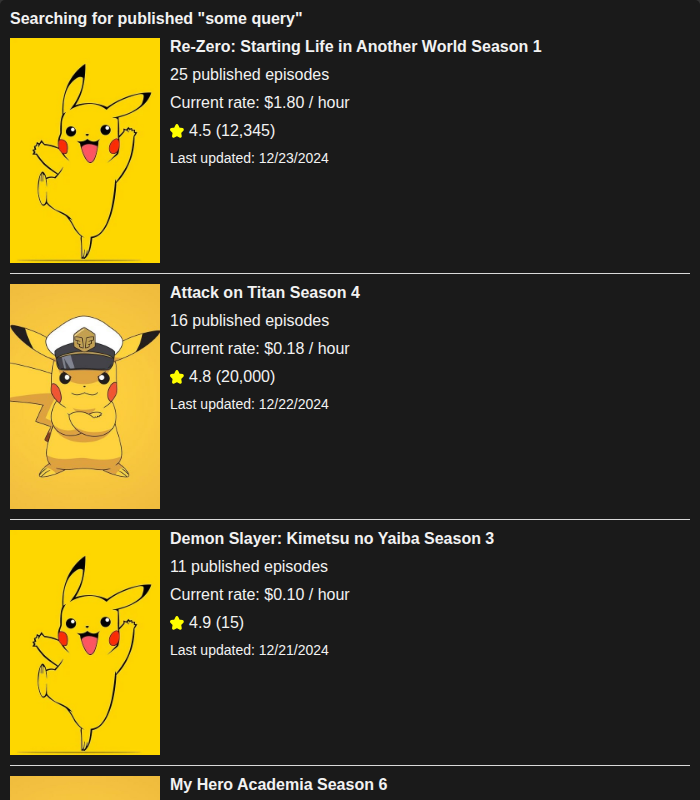 Searching for published "some query"
Re-Zero: Starting Life in Another World Season 1
25 published episodes
Current rate: $1.80 / hour
4.5 (12,345)
Last updated: 12/23/2024
Attack on Titan Season 4
16 published episodes
Current rate: $0.18 / hour
4.8 (20,000)
Last updated: 12/22/2024
Demon Slayer: Kimetsu no Yaiba Season 3
11 published episodes
Current rate: $0.10 / hour
4.9 (15)
Last updated: 12/21/2024
My Hero Academia Season 6